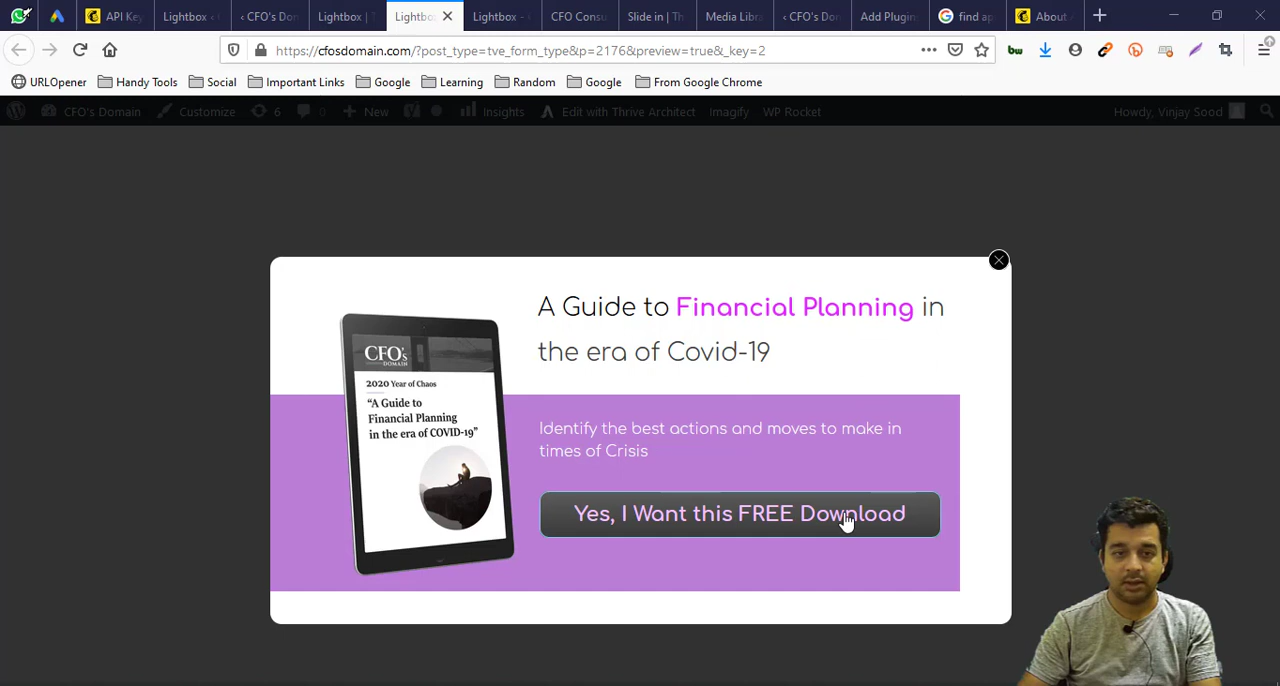 API Key
Lightbox ‹
‹ CFO's Don
Lightbox | T
Lightbox
Lightbox - (
CFO Consu
Slide in | Th
Media Libra
‹ CFO's Don
Add Plugin
find ap
About
https://cfosdomain.com/?post_type=tve_form_type&p=2176&preview=true&_key=2
URLOpener Handy Tools Social Important Links Google Learning Random Google From Google Chrome
CFO's Domain Customize 6 0 New Insights Edit with Thrive Architect Imagify WP Rocket Howdy, Vinjay Sood
A Guide to Financial Planning in
the era of Covid-19
CFO's
DOMAIN
2020 Year of Chaos
"A Guide to
Financial Planning
in the era of COVID-19"
Identify the best actions and moves to make in
times of Crisis
Yes, I Want this FREE Download